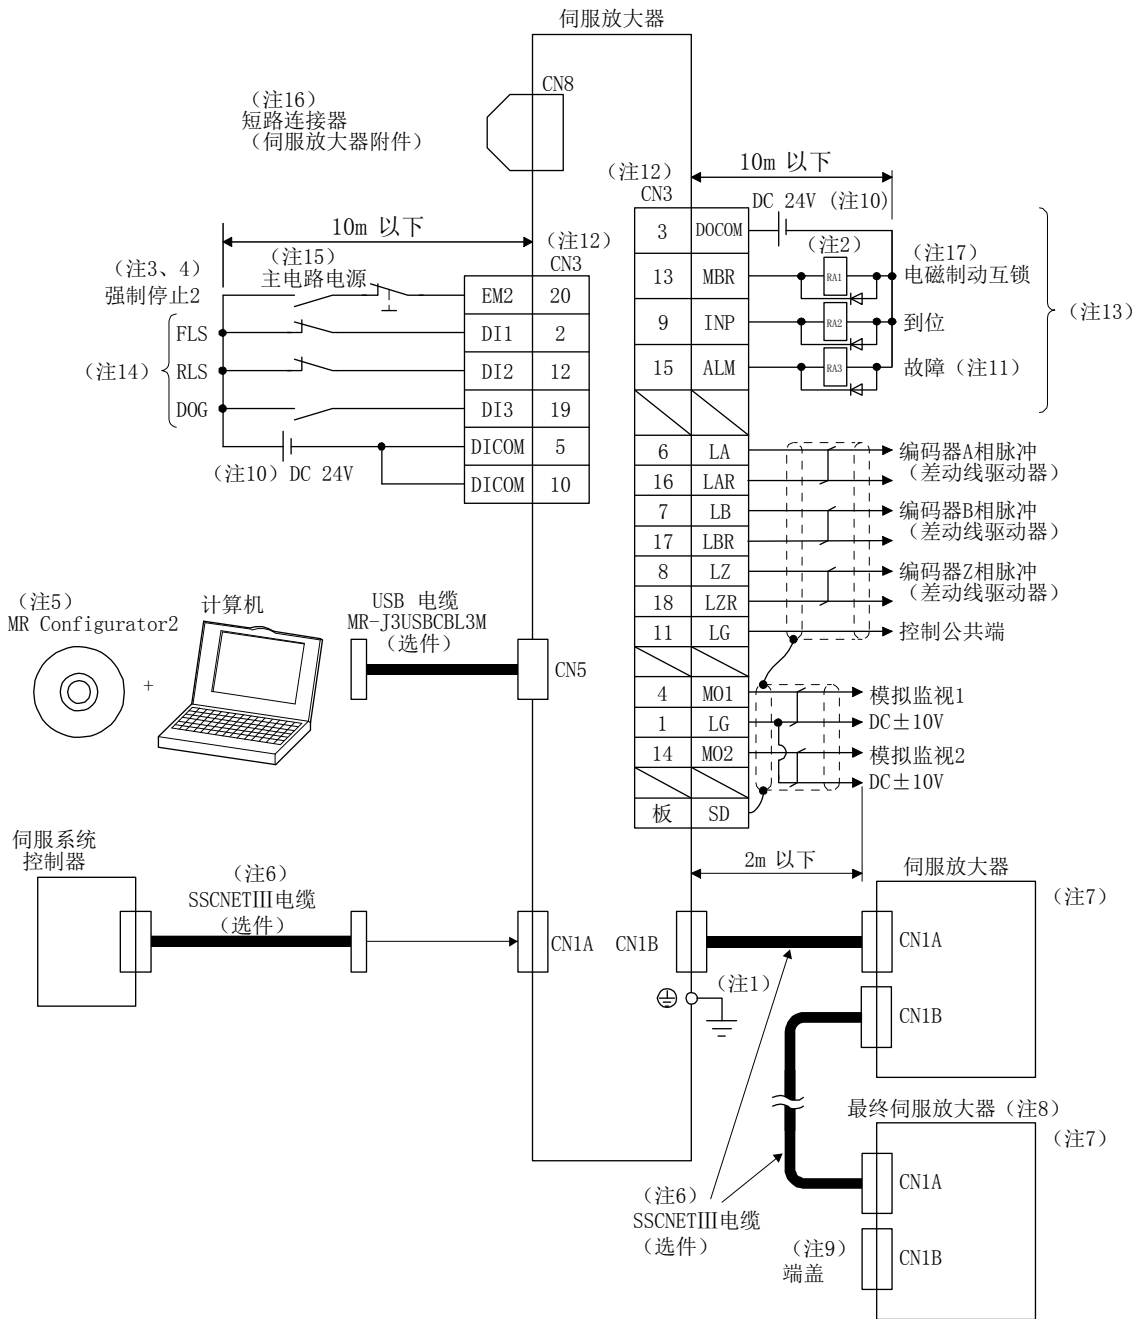 伺服放大器
CN8
（注16）
短路连接器
（伺服放大器附件）
10m 以下
（注12）
CN3
DC 24V (注10)
3 DOCOM
（注2）
13 MBR RA1
（注17）
电磁制动互锁
9 INP RA2 到位
15 ALM RA3 故障（注11）
（注13）
10m 以下
（注12）
CN3
（注15）
主电路电源
（注3、4）
强制停止2
EM2 20
FLS DI1 2
（注14） RLS DI2 12
DOG DI3 19
DICOM 5
（注10）DC 24V
DICOM 10
6 LA 编码器A相脉冲
16 LAR （差动线驱动器）
7 LB 编码器B相脉冲
17 LBR （差动线驱动器）
8 LZ 编码器Z相脉冲
18 LZR （差动线驱动器）
11 LG 控制公共端
4 MO1 模拟监视1
1 LG DC±10V
14 MO2 模拟监视2
DC±10V
板 SD
2m 以下
（注5）
MR Configurator2
+
计算机
USB 电缆
MR-J3USBCBL3M
（选件）
CN5
伺服系统
控制器
（注6）
SSCNETⅢ电缆
（选件）
CN1A CN1B
（注1）
伺服放大器
（注7）
CN1A
CN1B
最终伺服放大器（注8）
（注7）
CN1A
CN1B
（注6）
SSCNETⅢ电缆
（选件）
（注9）
端盖